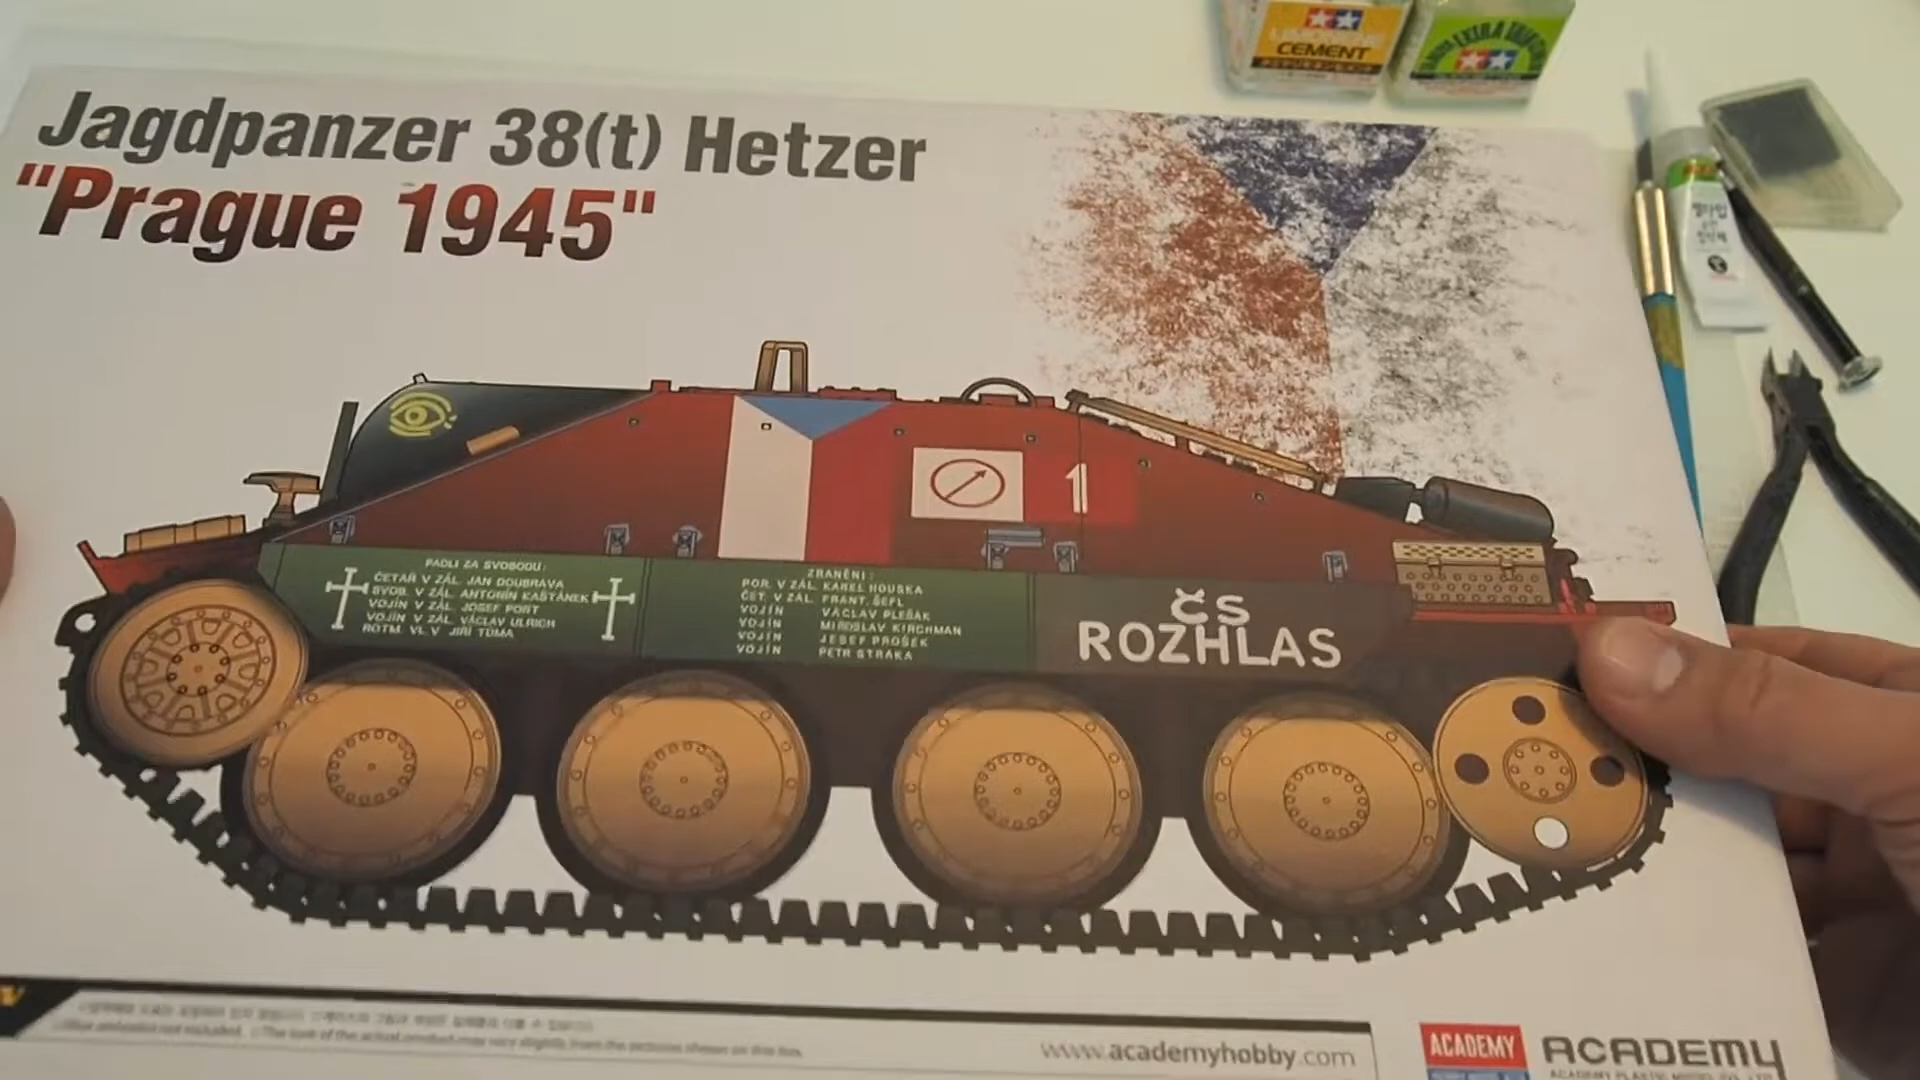 CEMENT
EXTRA THIN
Jagdpanzer 38(t) Hetzer
"Prague 1945"
1
PADLI ZA SVOBODU:
ČETAŘ V ZÁL. JAN DOUBRAVA
SVOB. V ZÁL. ANTONÍN KAŠTÁNEK
VOJÍN V ZÁL. JOSEF PORT
VOJÍN V ZÁL. VÁCLAV ULRICH
ROTM. VL. V JIŘÍ TŮMA
ZRANĚNI:
POR. V ZÁL. KAREL HOUSKA
ČET. V ZÁL. FRANT. ŠEFL
VOJÍN VÁCLAV PLEŠÁK
VOJÍN MIROSLAV KIRCHMAN
VOJÍN JESEF PROŠEK
VOJÍN PETR STRAKA
ČS
ROZHLAS
www.academyhobby.com
ACADEMY
ACADEMY